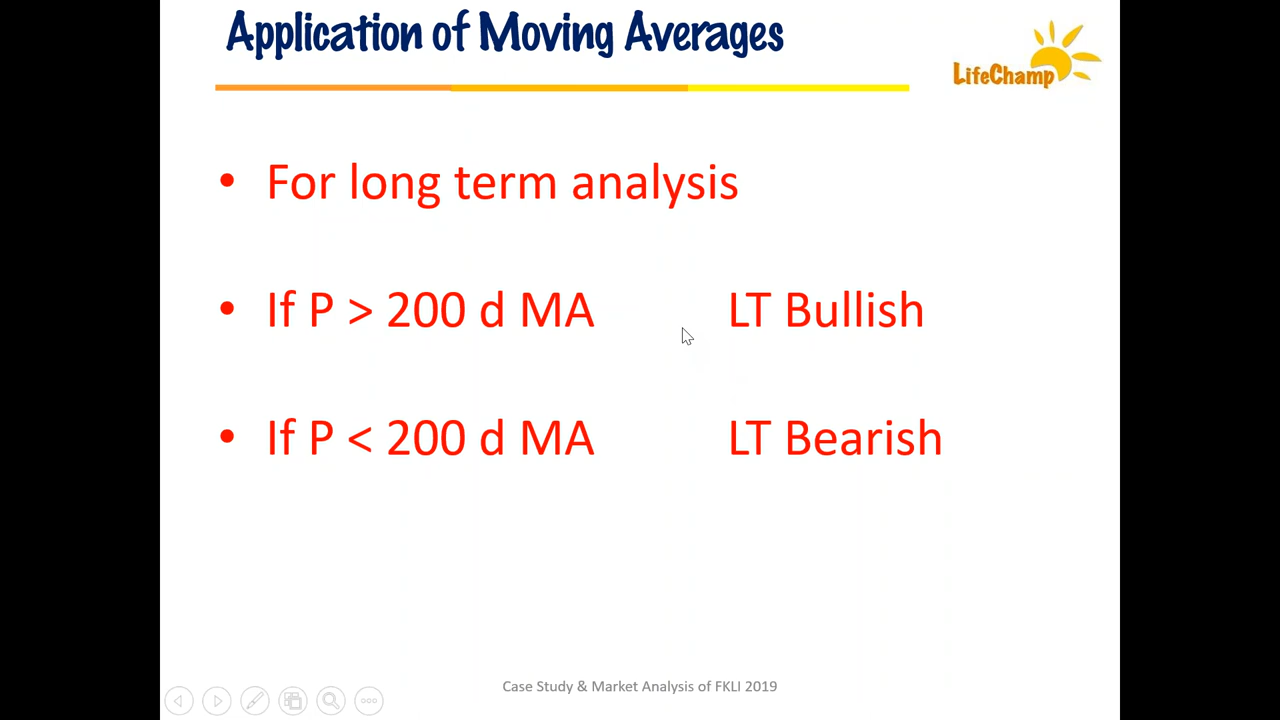 Application of Moving Averages
LifeChamp
• For long term analysis
• If P > 200 d MA LT Bullish
• If P < 200 d MA LT Bearish
Case Study & Market Analysis of FKLI 2019